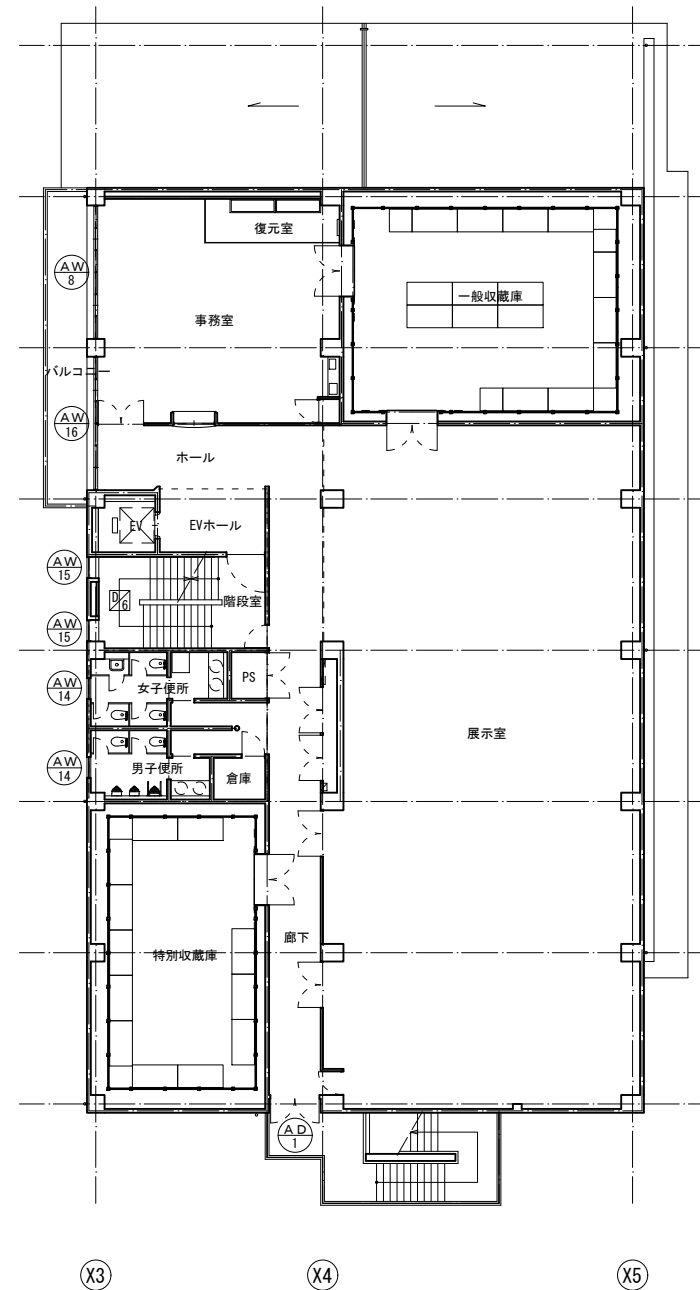 復元室
AW
8
一般収蔵庫
事務室
バルコニー
AW
16
ホール
EV
EVホール
AW
15
D
6
階段室
AW
15
PS
AW
14
女子便所
展示室
男子便所
AW
14
倉庫
廊下
特別収蔵庫
AD
1
X3
X4
X5